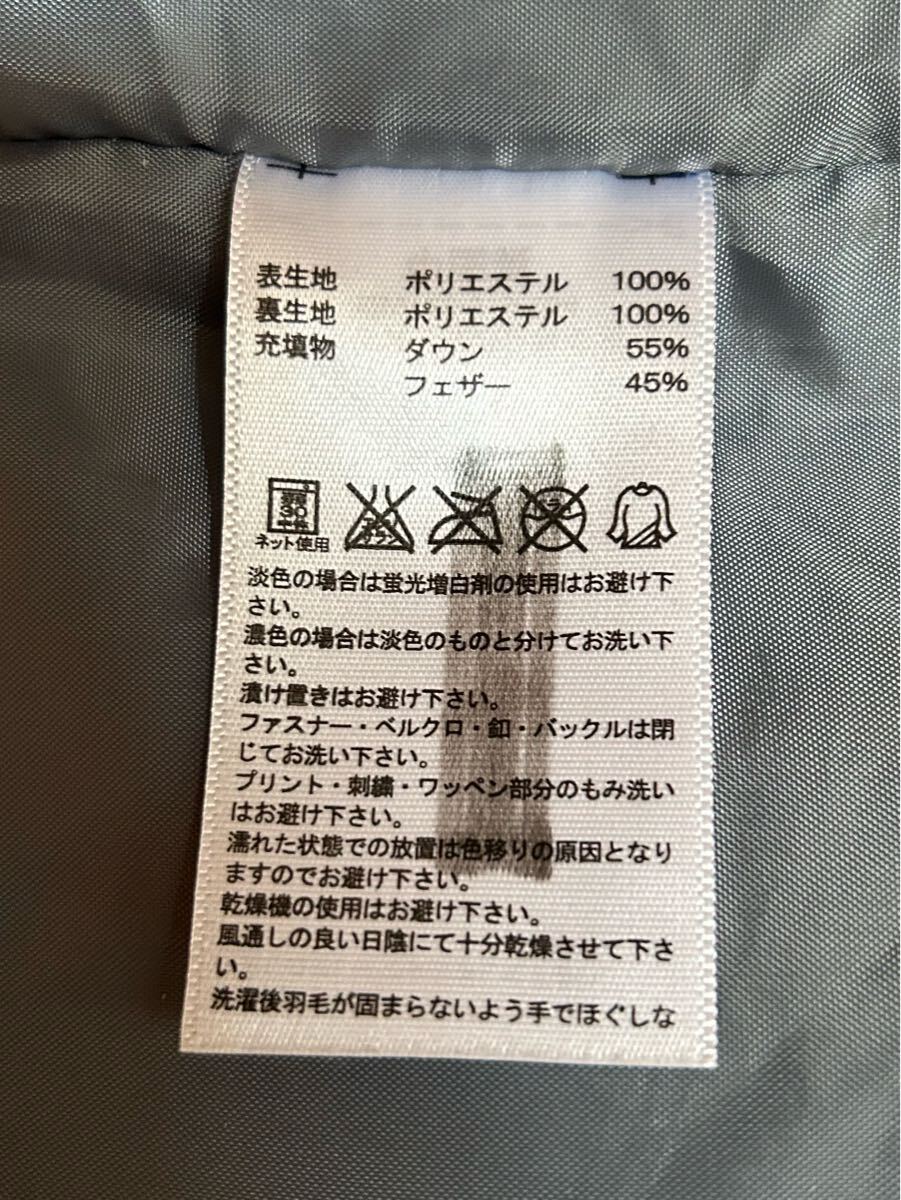 表生地 ポリエステル 100%
裏生地 ポリエステル 100%
充填物 ダウン 55%
フェザー 45%
30
ネット使用
淡色の場合は蛍光増白剤の使用はお避け下
さい。
濃色の場合は淡色のものと分けてお洗い下
さい。
漬け置きはお避け下さい。
ファスナー・ベルクロ・釦・バックルは閉
じてお洗い下さい。
プリント・刺繍・ワッペン部分のもみ洗い
はお避け下さい。
濡れた状態での放置は色移りの原因となり
ますのでお避け下さい。
乾燥機の使用はお避け下さい。
風通しの良い日陰にて十分乾燥させて下さ
い。
洗濯後羽毛が固まらないよう手でほぐしな